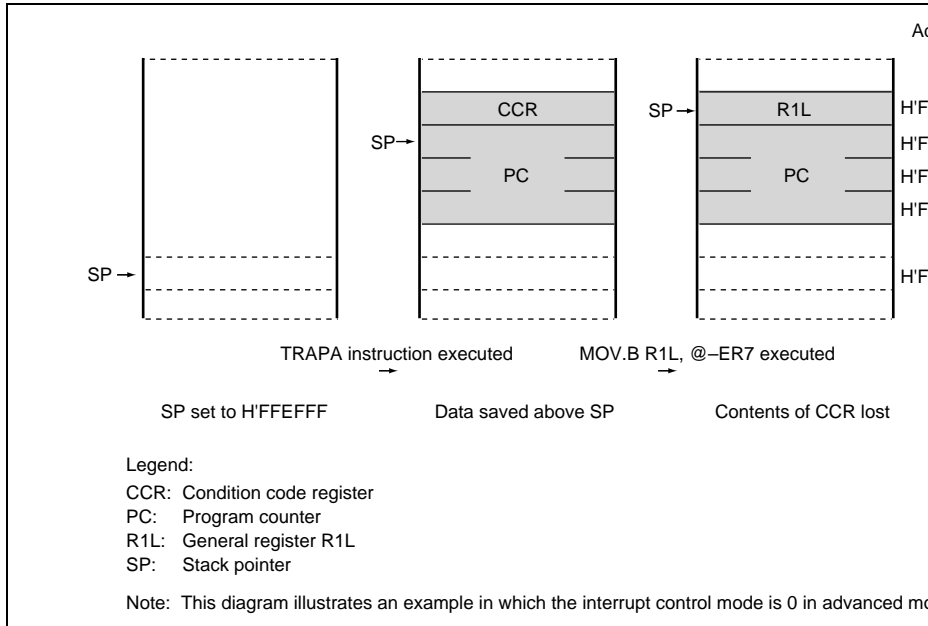 Ad
CCR
SP
R1L
H'F
SP
H'F
PC
PC
H'F
H'F
SP
H'F
TRAPA instruction executed
MOV.B R1L, @–ER7 executed
SP set to H'FFEFFF
Data saved above SP
Contents of CCR lost
Legend:
CCR: Condition code register
PC: Program counter
R1L: General register R1L
SP: Stack pointer
Note: This diagram illustrates an example in which the interrupt control mode is 0 in advanced mo